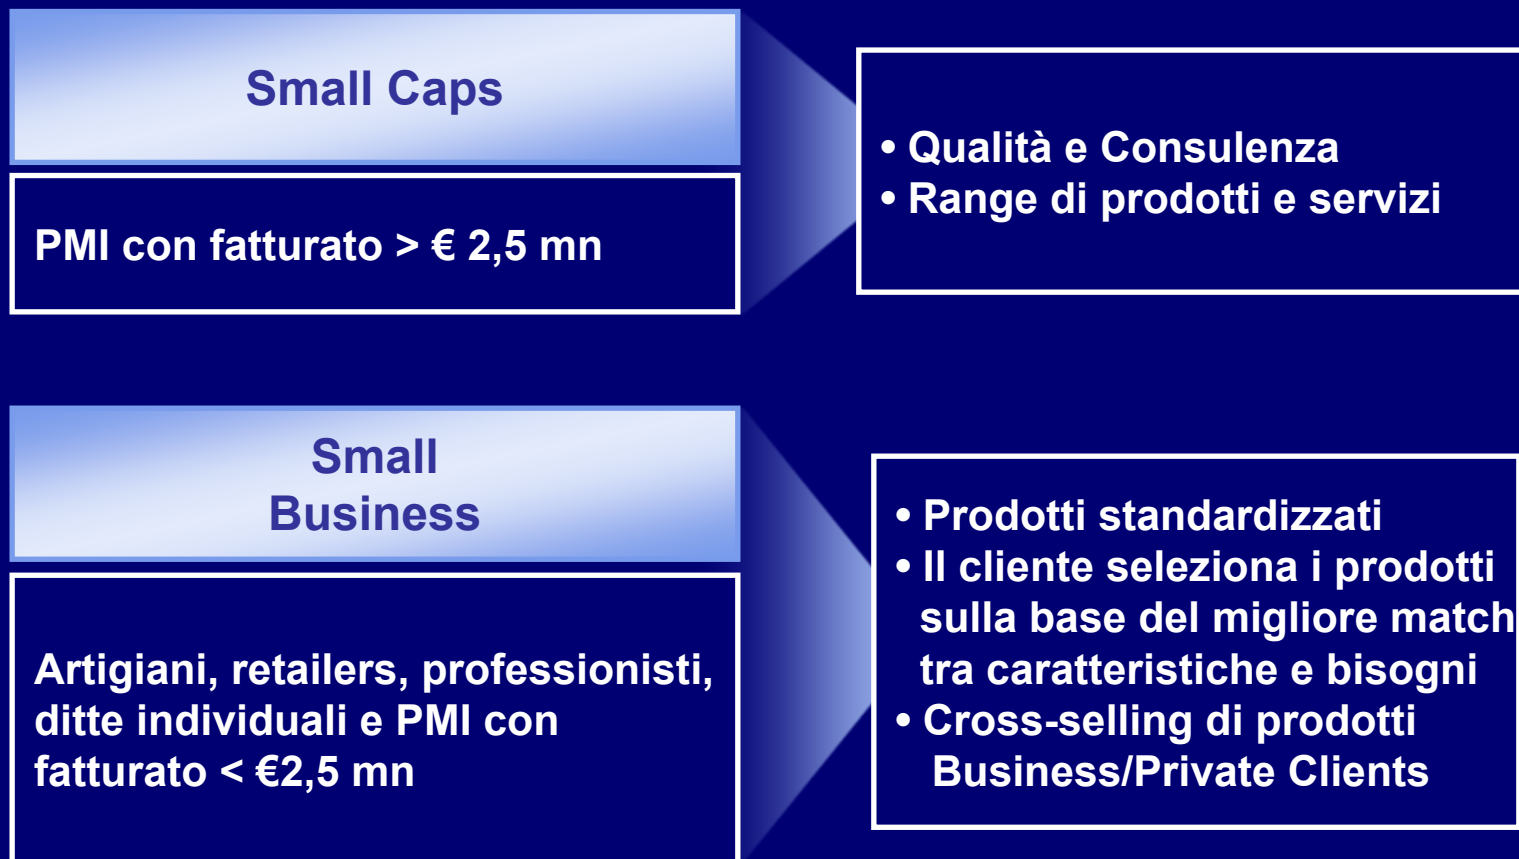 Small Caps
PMI con fatturato > € 2,5 mn
• Qualità e Consulenza
• Range di prodotti e servizi
Small
Business
Artigiani, retailers, professionisti,
ditte individuali e PMI con
fatturato < €2,5 mn
• Prodotti standardizzati
• Il cliente seleziona i prodotti
sulla base del migliore match
tra caratteristiche e bisogni
• Cross-selling di prodotti
Business/Private Clients